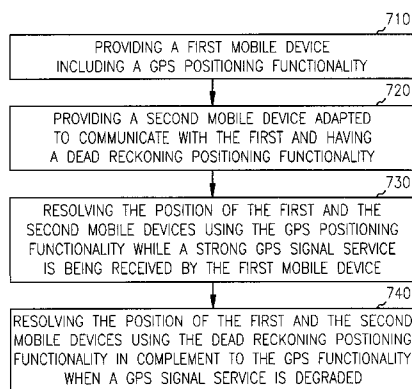 710
PROVIDING A FIRST MOBILE DEVICE
INCLUDING A GPS POSITIONING FUNCTIONALITY
720
PROVIDING A SECOND MOBILE DEVICE ADAPTED
TO COMMUNICATE WITH THE FIRST AND HAVING
A DEAD RECKONING POSITIONING FUNCTIONALITY
730
RESOLVING THE POSITION OF THE FIRST AND THE
SECOND MOBILE DEVICES USING THE GPS POSITIONING
FUNCTIONALITY WHILE A STRONG GPS SIGNAL SERVICE
IS BEING RECEIVED BY THE FIRST MOBILE DEVICE
740
RESOLVING THE POSITION OF THE FIRST AND THE SECOND
MOBILE DEVICES USING THE DEAD RECKONING POSTIONING
FUNCTIONALITY IN COMPLEMENT TO THE GPS FUNCTIONALITY
WHEN A GPS SIGNAL SERVICE IS DEGRADED